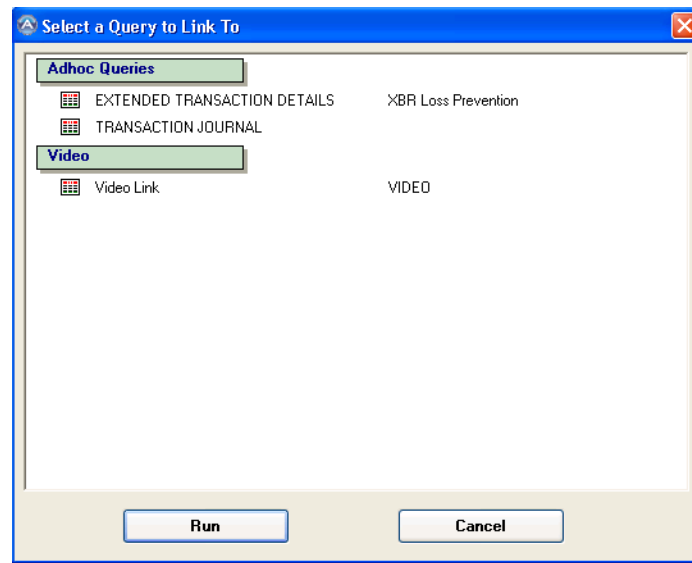 Select a Query to Link To
Adhoc Queries
EXTENDED TRANSACTION DETAILS XBR Loss Prevention
TRANSACTION JOURNAL
Video
Video Link VIDEO
Run Cancel